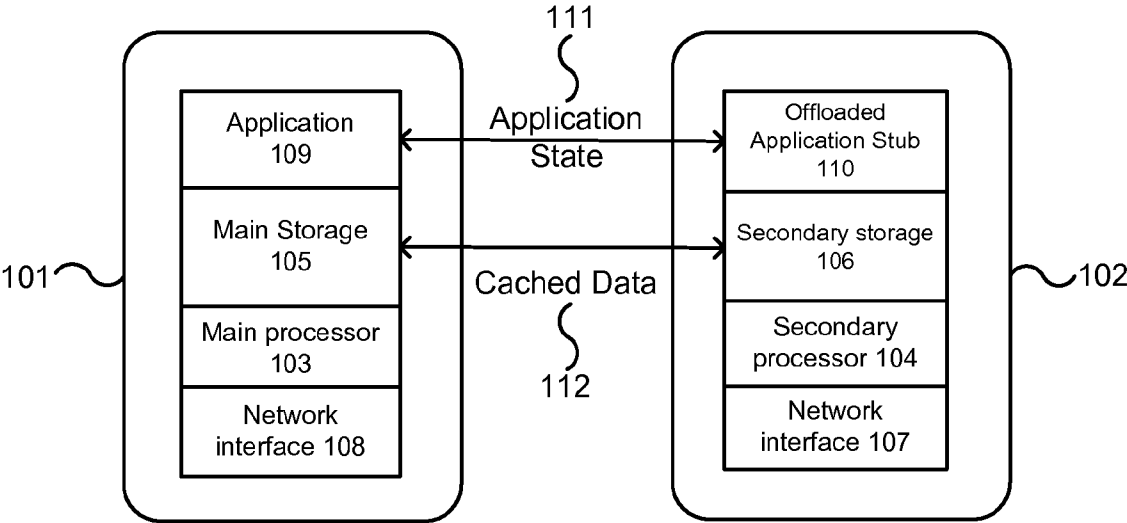 111
Application
109
Application
State
Offloaded
Application Stub
110
Main Storage
105
Secondary storage
106
101
102
Cached Data
Main processor
103
Secondary
processor 104
112
Network
interface 108
Network
interface 107